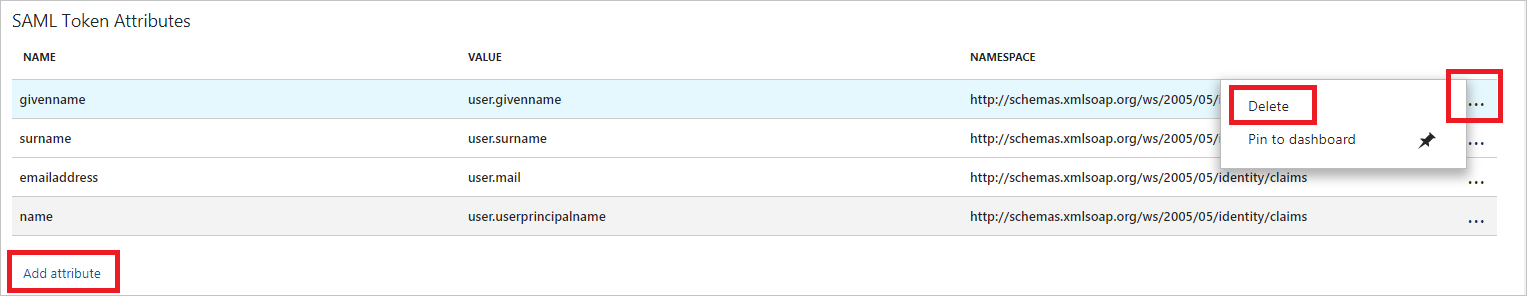 SAML Token Attributes
NAME VALUE NAMESPACE
givenname user.givenname http://schemas.xmlsoap.org/ws/2005/05/i ...
Delete
surname user.surname http://schemas.xmlsoap.org/ws/2005/05/i ...
Pin to dashboard
emailaddress user.mail http://schemas.xmlsoap.org/ws/2005/05/identity/claims ...
name user.userprincipalname http://schemas.xmlsoap.org/ws/2005/05/identity/claims ...
Add attribute